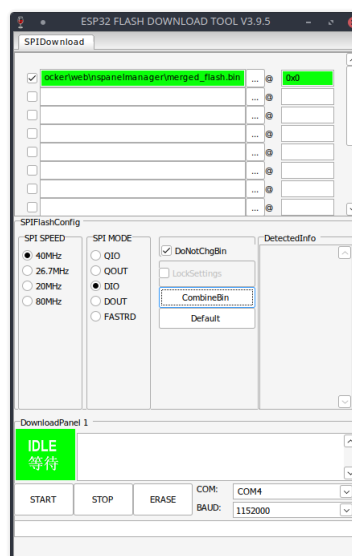 ESP32 FLASH DOWNLOAD TOOL V3.9.5
SPIDownload
ocker\web\nspanelmanager\merged_flash.bin ... @ 0x0
... @
... @
... @
... @
... @
... @
... @
SPIFlashConfig
SPI SPEED
40MHz
26.7MHz
20MHz
80MHz
SPI MODE
QIO
QOUT
DIO
DOUT
FASTRD
DoNotChgBin
LockSettings
CombineBin
Default
DetectedInfo
DownloadPanel 1
IDLE
等待
START STOP ERASE
COM: COM4
BAUD: 1152000